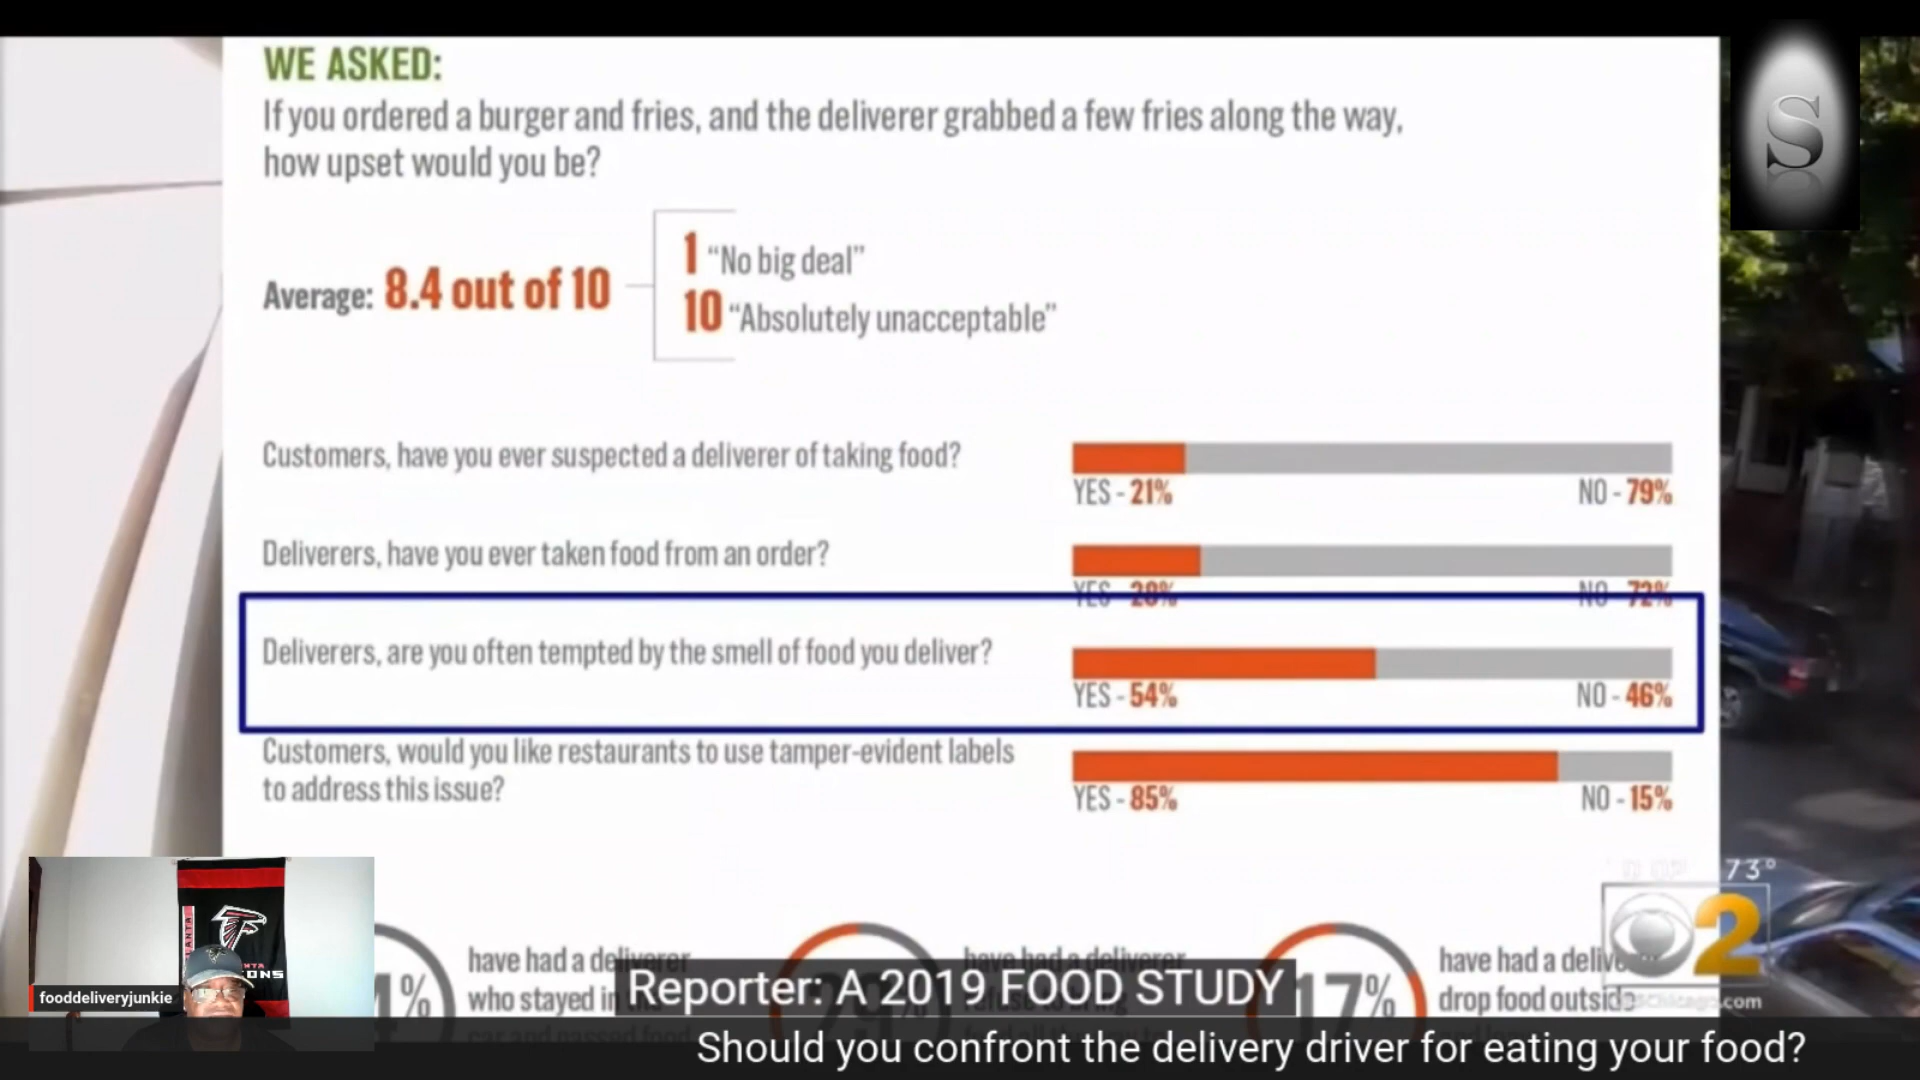 WE ASKED:
If you ordered a burger and fries, and the deliverer grabbed a few fries along the way,
how upset would you be?
Average: 8.4 out of 10
1 “No big deal”
10 “Absolutely unacceptable”
Customers, have you ever suspected a deliverer of taking food?
YES - 21% NO - 79%
Deliverers, have you ever taken food from an order?
YES - 28% NO - 72%
Deliverers, are you often tempted by the smell of food you deliver?
YES - 54% NO - 46%
Customers, would you like restaurants to use tamper-evident labels
to address this issue?
YES - 85% NO - 15%
S
73°
2
have had a deliverer
who stayed in
have had a deliverer
17%
have had a
drop food outside
FALCONS
fooddeliveryjunkie
Reporter: A 2019 FOOD STUDY
Should you confront the delivery driver for eating your food?